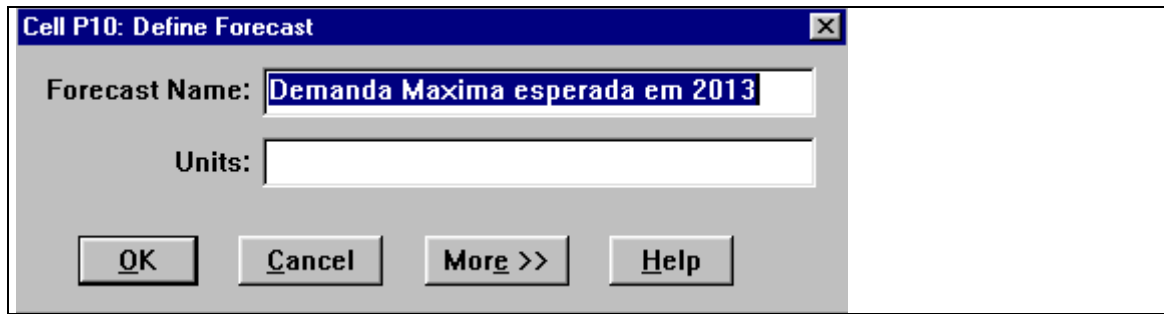 Cell P10: Define Forecast
Forecast Name: Demanda Maxima esperada em 2013
Units:
OK Cancel More >> Help